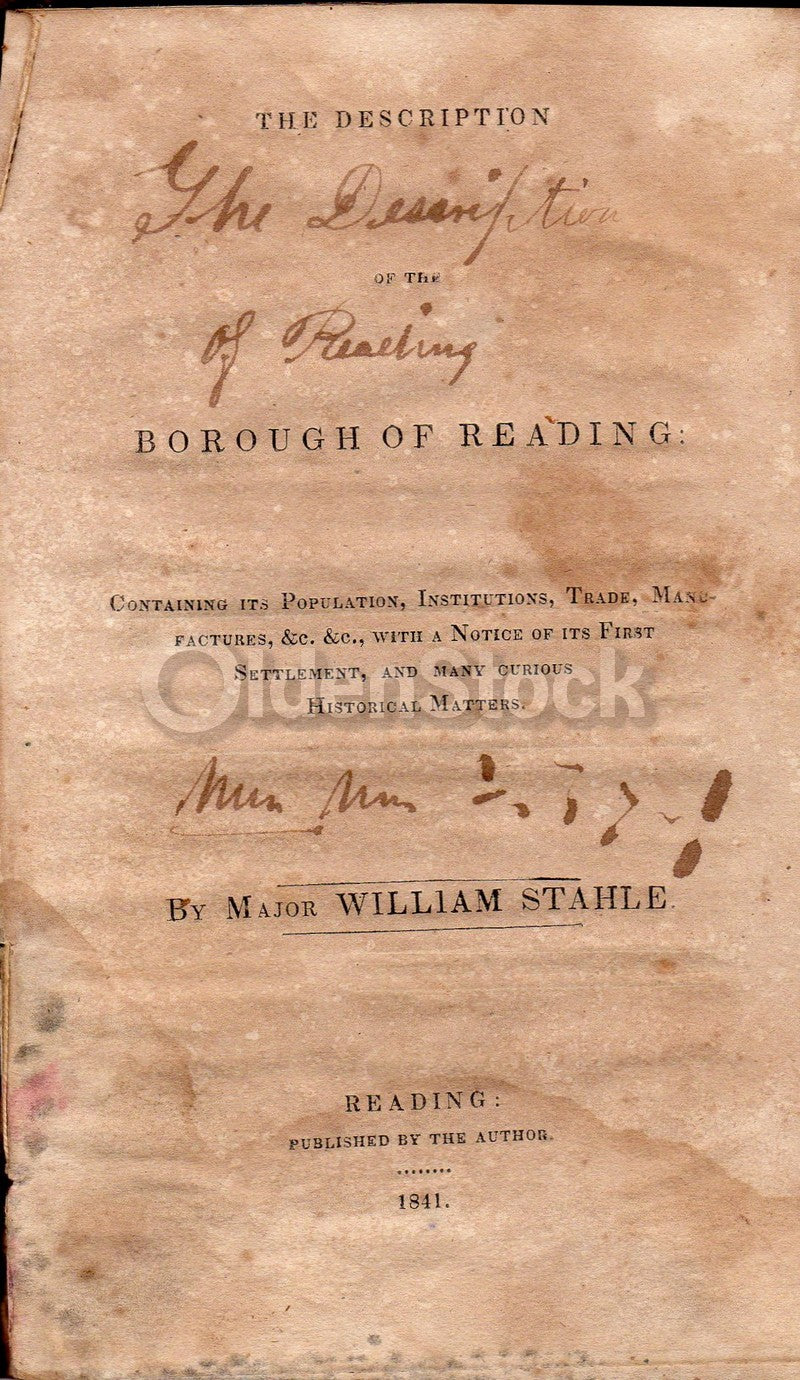 THE DESCRIPTION
The Description
OF THE
of Reading
BOROUGH OF READING:
CONTAINING ITS POPULATION, INSTITUTIONS, TRADE, MANU-
FACTURES, &C. &C., WITH A NOTICE OF ITS FIRST
SETTLEMENT, AND MANY CURIOUS
OldenStock
HISTORICAL MATTERS.
BY MAJOR WILLIAM STAHLE.
READING:
PUBLISHED BY THE AUTHOR.
1841.